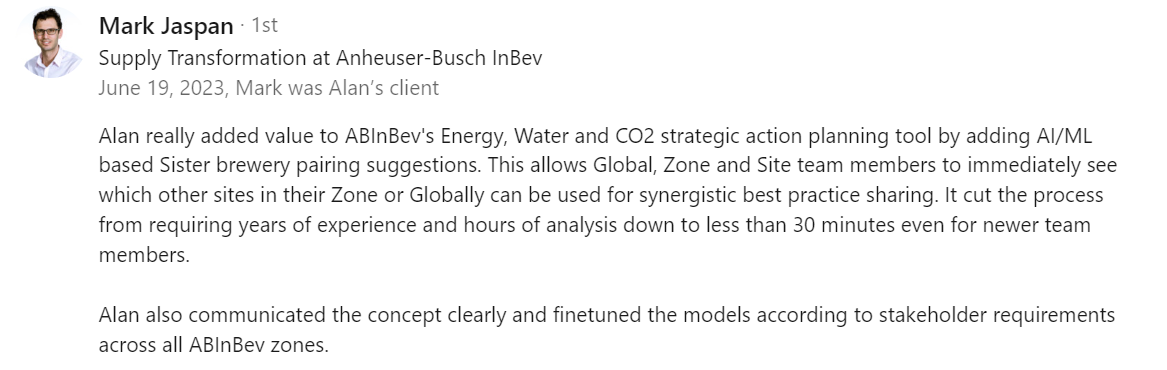 Mark Jaspan · 1st
Supply Transformation at Anheuser-Busch InBev
June 19, 2023, Mark was Alan’s client
Alan really added value to ABInBev's Energy, Water and CO2 strategic action planning tool by adding AI/ML
based Sister brewery pairing suggestions. This allows Global, Zone and Site team members to immediately see
which other sites in their Zone or Globally can be used for synergistic best practice sharing. It cut the process
from requiring years of experience and hours of analysis down to less than 30 minutes even for newer team
members.
Alan also communicated the concept clearly and finetuned the models according to stakeholder requirements
across all ABInBev zones.